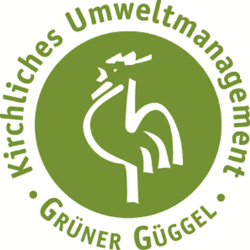 Kirchliches Umweltmanagement
• GRÜNER GÜGGEL •